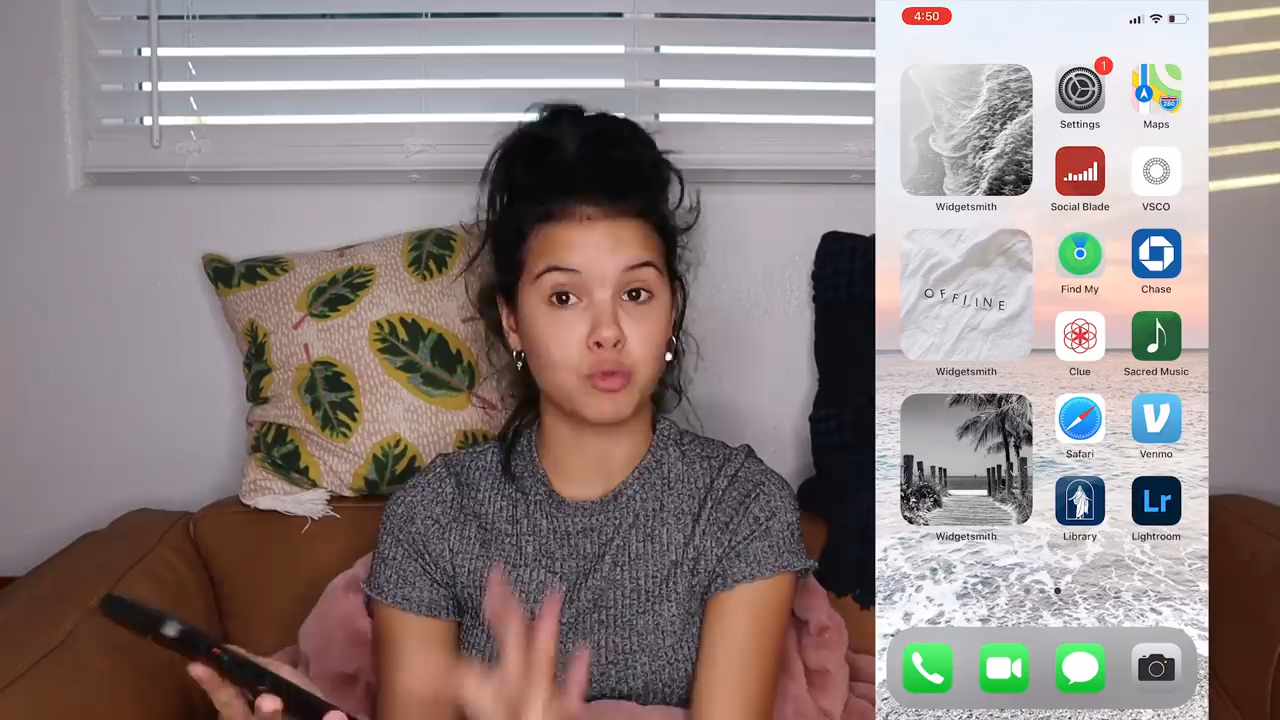 4:50
1
Settings
Maps
280
Widgetsmith
Social Blade
VSCO
OFFLINE
Find My
Chase
Widgetsmith
Clue
Sacred Music
Safari
Venmo
Lr
Widgetsmith
Library
Lightroom